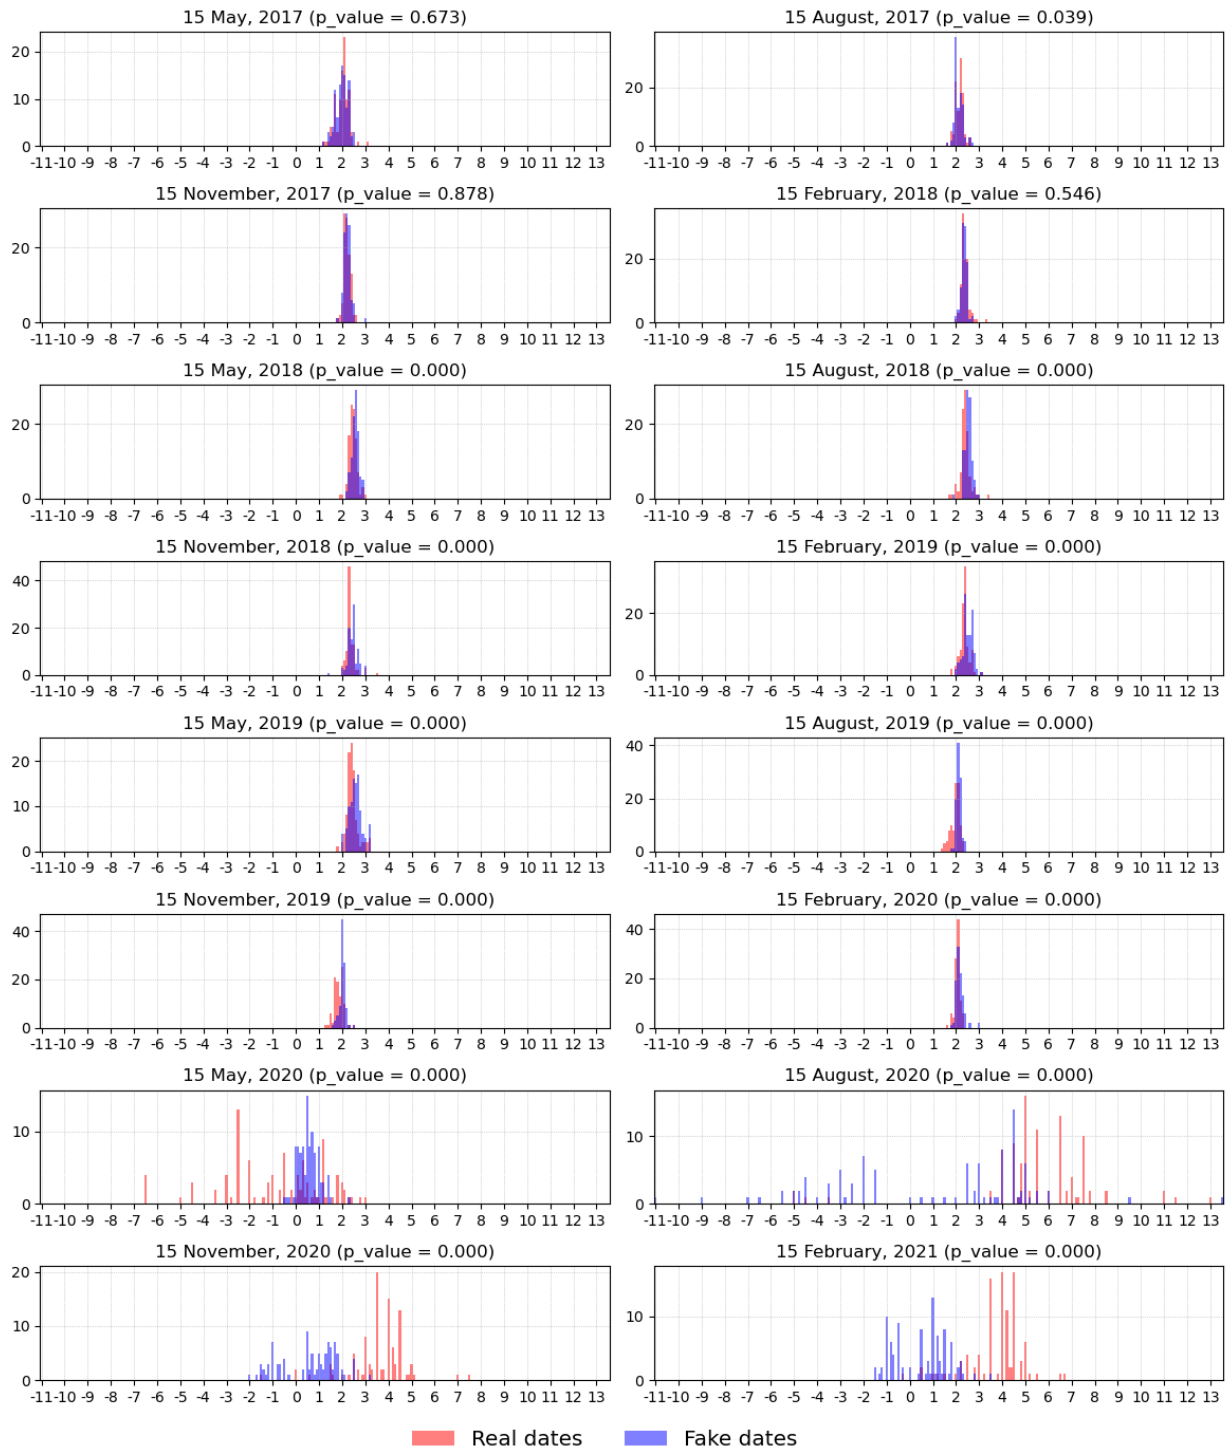 15 May, 2017 (p_value = 0.673)
20
10
0
-11 -10 -9 -8 -7 -6 -5 -4 -3 -2 -1 0 1 2 3 4 5 6 7 8 9 10 11 12 13
15 August, 2017 (p_value = 0.039)
20
0
-11 -10 -9 -8 -7 -6 -5 -4 -3 -2 -1 0 1 2 3 4 5 6 7 8 9 10 11 12 13
15 November, 2017 (p_value = 0.878)
20
0
-11 -10 -9 -8 -7 -6 -5 -4 -3 -2 -1 0 1 2 3 4 5 6 7 8 9 10 11 12 13
15 February, 2018 (p_value = 0.546)
20
0
-11 -10 -9 -8 -7 -6 -5 -4 -3 -2 -1 0 1 2 3 4 5 6 7 8 9 10 11 12 13
15 May, 2018 (p_value = 0.000)
20
0
-11 -10 -9 -8 -7 -6 -5 -4 -3 -2 -1 0 1 2 3 4 5 6 7 8 9 10 11 12 13
15 August, 2018 (p_value = 0.000)
20
0
-11 -10 -9 -8 -7 -6 -5 -4 -3 -2 -1 0 1 2 3 4 5 6 7 8 9 10 11 12 13
15 November, 2018 (p_value = 0.000)
40
20
0
-11 -10 -9 -8 -7 -6 -5 -4 -3 -2 -1 0 1 2 3 4 5 6 7 8 9 10 11 12 13
15 February, 2019 (p_value = 0.000)
20
0
-11 -10 -9 -8 -7 -6 -5 -4 -3 -2 -1 0 1 2 3 4 5 6 7 8 9 10 11 12 13
15 May, 2019 (p_value = 0.000)
20
10
0
-11 -10 -9 -8 -7 -6 -5 -4 -3 -2 -1 0 1 2 3 4 5 6 7 8 9 10 11 12 13
15 August, 2019 (p_value = 0.000)
40
20
0
-11 -10 -9 -8 -7 -6 -5 -4 -3 -2 -1 0 1 2 3 4 5 6 7 8 9 10 11 12 13
15 November, 2019 (p_value = 0.000)
40
20
0
-11 -10 -9 -8 -7 -6 -5 -4 -3 -2 -1 0 1 2 3 4 5 6 7 8 9 10 11 12 13
15 February, 2020 (p_value = 0.000)
40
20
0
-11 -10 -9 -8 -7 -6 -5 -4 -3 -2 -1 0 1 2 3 4 5 6 7 8 9 10 11 12 13
15 May, 2020 (p_value = 0.000)
10
0
-11 -10 -9 -8 -7 -6 -5 -4 -3 -2 -1 0 1 2 3 4 5 6 7 8 9 10 11 12 13
15 August, 2020 (p_value = 0.000)
10
0
-11 -10 -9 -8 -7 -6 -5 -4 -3 -2 -1 0 1 2 3 4 5 6 7 8 9 10 11 12 13
15 November, 2020 (p_value = 0.000)
20
10
0
-11 -10 -9 -8 -7 -6 -5 -4 -3 -2 -1 0 1 2 3 4 5 6 7 8 9 10 11 12 13
15 February, 2021 (p_value = 0.000)
10
0
-11 -10 -9 -8 -7 -6 -5 -4 -3 -2 -1 0 1 2 3 4 5 6 7 8 9 10 11 12 13
Real dates
Fake dates